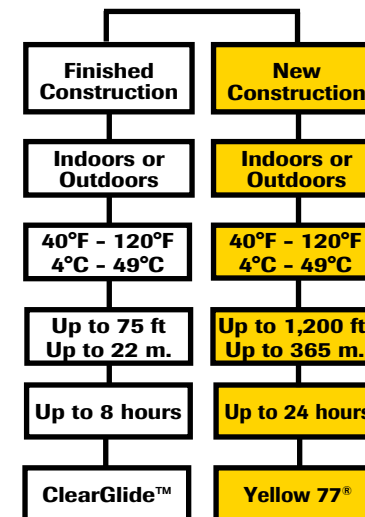 Finished
Construction
Indoors or
Outdoors
40°F - 120°F
4°C - 49°C
Up to 75 ft
Up to 22 m.
Up to 8 hours
ClearGlide™
New
Construction
Indoors or
Outdoors
40°F - 120°F
4°C - 49°C
Up to 1,200 ft
Up to 365 m.
Up to 24 hours
Yellow 77®